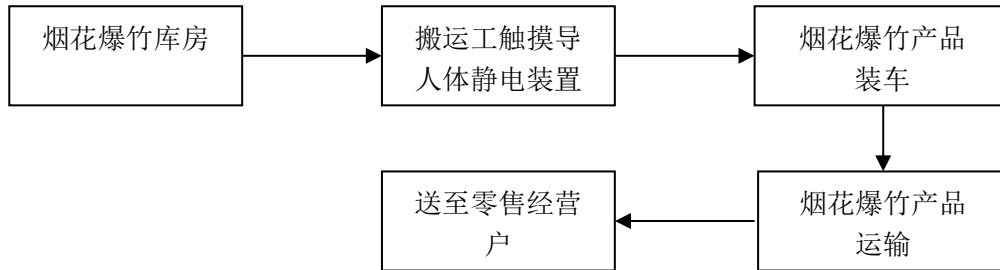 烟花爆竹库房
搬运工触摸导
人体静电装置
烟花爆竹产品
装车
烟花爆竹产品
运输
送至零售经营
户